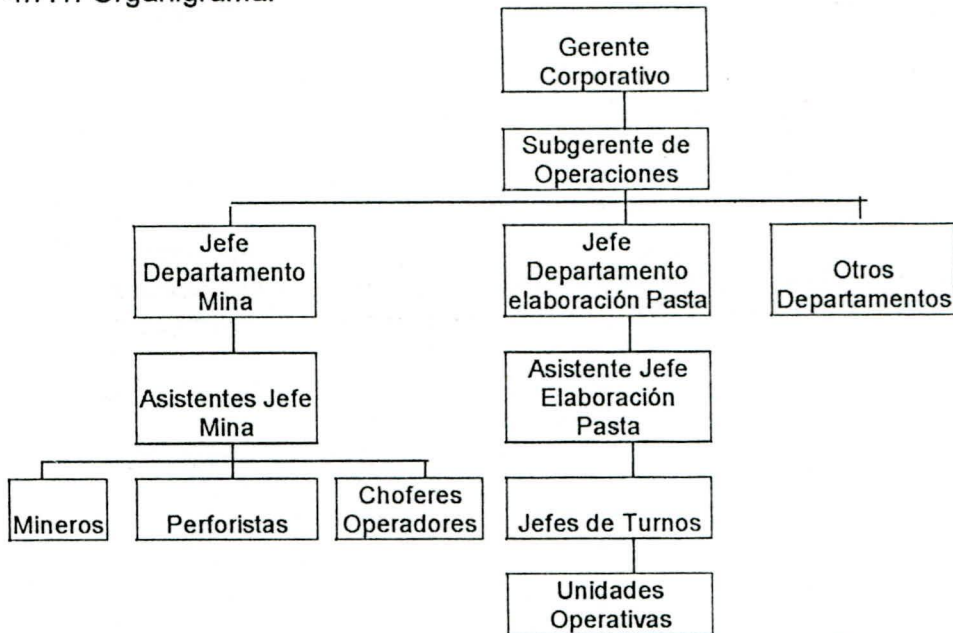 Organigrama.
Gerente
Corporativo
Subgerente de
Operaciones
Jefe
Departamento
Mina
Jefe
Departamento
elaboración Pasta
Otros
Departamentos
Asistentes Jefe
Mina
Asistente Jefe
Elaboración
Pasta
Mineros
Perforistas
Choferes
Operadores
Jefes de Turnos
Unidades
Operativas